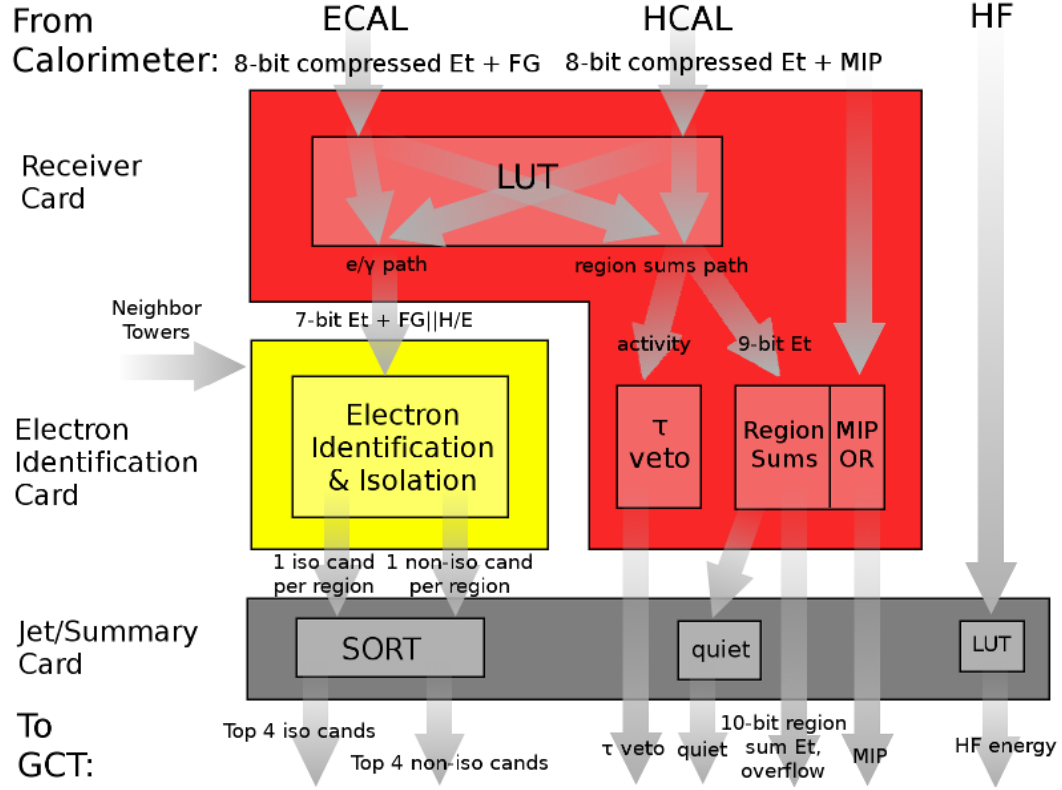 From
Calorimeter:
ECAL
HCAL
HF
8-bit compressed Et + FG
8-bit compressed Et + MIP
Receiver
Card
LUT
e/γ path
region sums path
Neighbor
Towers
7-bit Et + FG||H/E
activity
9-bit Et
Electron
Identification
Card
Electron
Identification
& Isolation
τ
veto
Region
Sums
MIP
OR
1 iso cand
per region
1 non-iso cand
per region
Jet/Summary
Card
SORT
quiet
LUT
To
GCT:
Top 4 iso cands
Top 4 non-iso cands
τ veto
quiet
10-bit region
sum Et,
overflow
MIP
HF energy